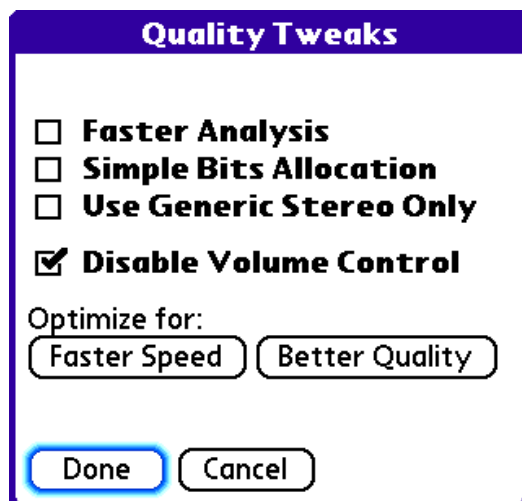 Quality Tweaks
Faster Analysis
Simple Bits Allocation
Use Generic Stereo Only
Disable Volume Control
Optimize for:
Faster Speed Better Quality
Done Cancel